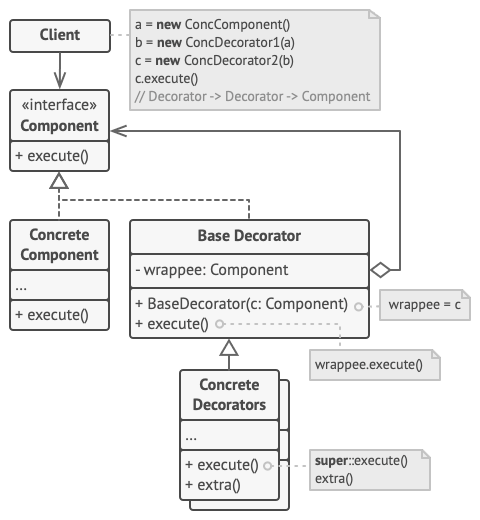 Client
a = new ConcComponent()
b = new ConcDecorator1(a)
c = new ConcDecorator2(b)
c.execute()
// Decorator -> Decorator -> Component
«interface»
Component
+ execute()
Concrete
Component
...
+ execute()
Base Decorator
- wrappee: Component
+ BaseDecorator(c: Component)
+ execute()
wrappee = c
wrappee.execute()
Concrete
Decorators
...
+ execute()
+ extra()
super::execute()
extra()